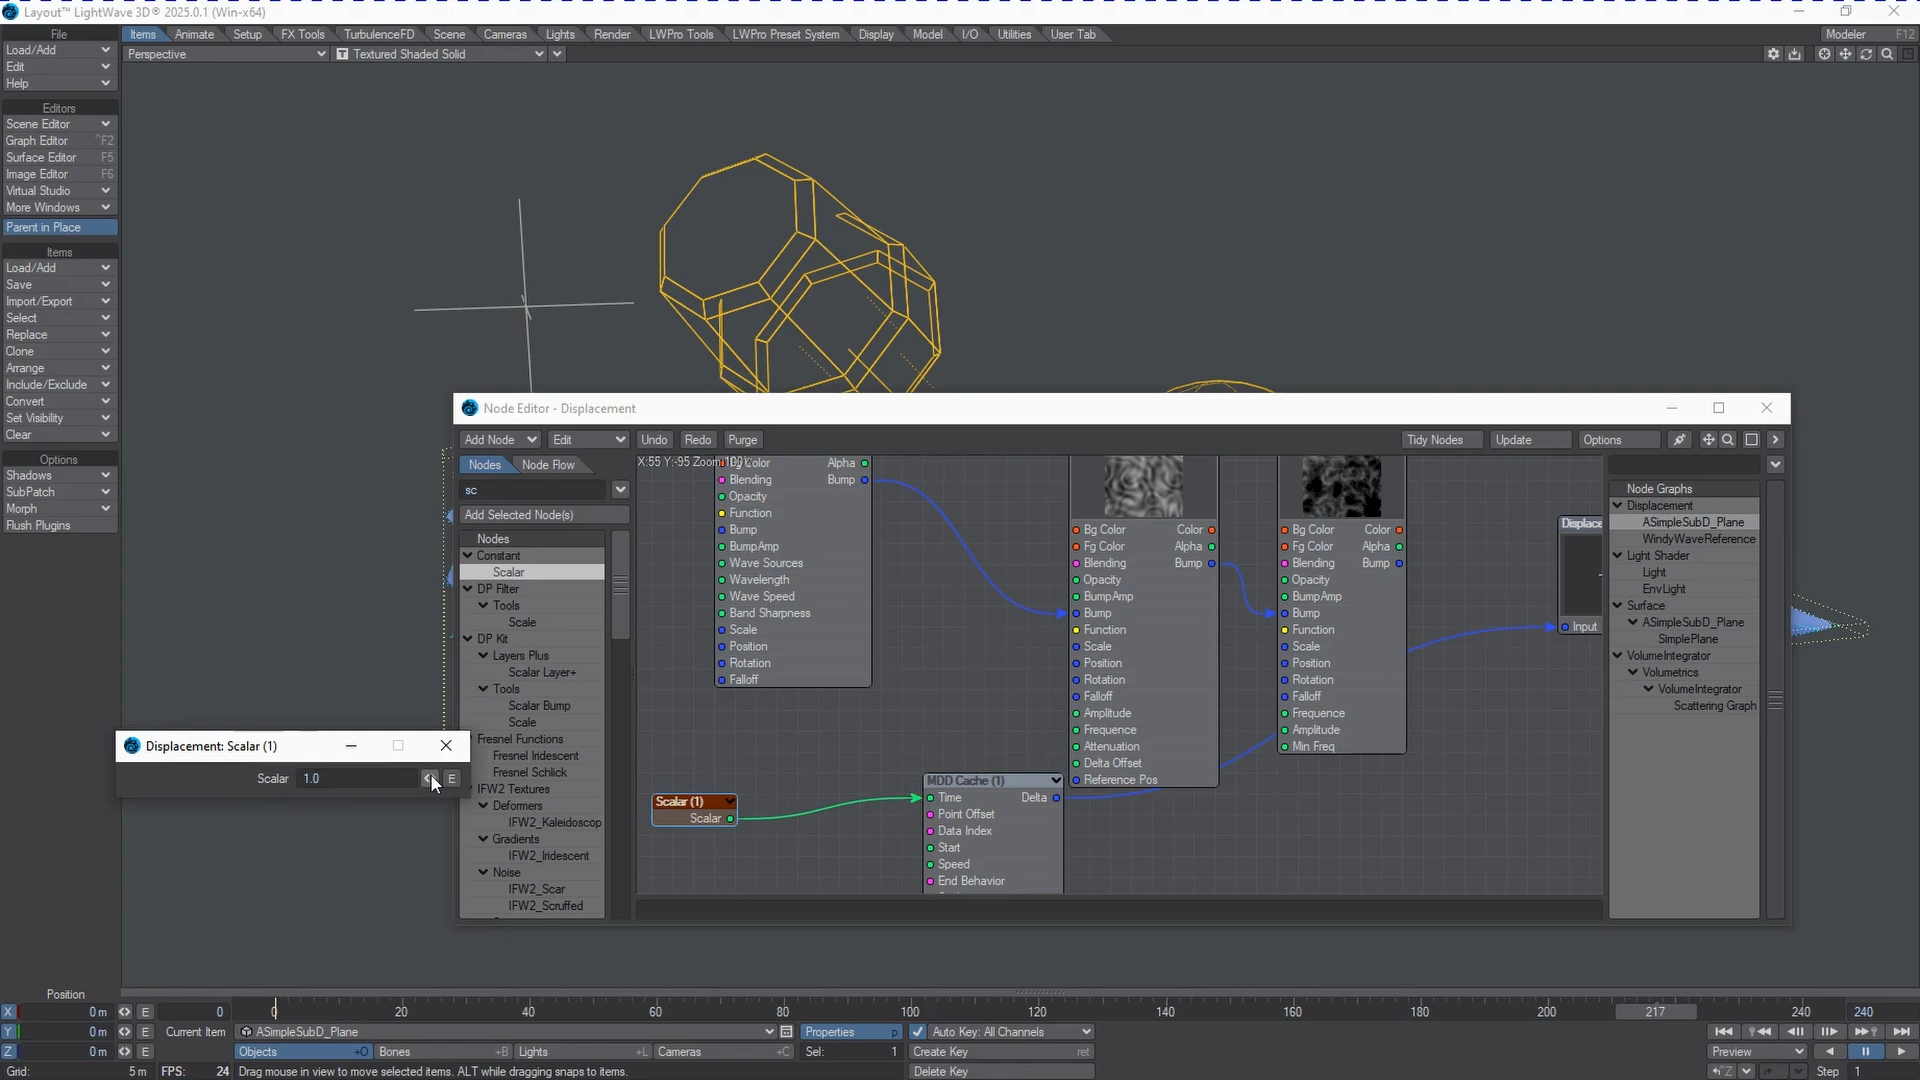 Layout™ LightWave 3D® 2025.0.1 (Win-x64)
File
Items Animate Setup FX Tools TurbulenceFD Scene Cameras Lights Render LWPro Tools LWPro Preset System Display Model I/O Utilities User Tab Modeler F12
Load/Add
Perspective Textured Shaded Solid
Edit
Help
Editors
Scene Editor
Graph Editor ^F2
Surface Editor F5
Image Editor F6
Virtual Studio
More Windows
Parent in Place
Items
Load/Add
Save
Import/Export
Select
Replace
Clone
Arrange
Include/Exclude
Convert
Set Visibility
Clear
Options
Shadows
SubPatch
Morph
Flush Plugins
Node Editor - Displacement
Add Node Edit Undo Redo Purge Tidy Nodes Update Options
Nodes Node Flow
sc
Add Selected Node(s)
Nodes
Constant
Scalar
DP Filter
Tools
Scale
DP Kit
Layers Plus
Scalar Layer+
Tools
Scalar Bump
Scale
Fresnel Functions
Fresnel Iridescent
Fresnel Schlick
IFW2 Textures
Deformers
IFW2_Kaleidoscop
Gradients
IFW2_Iridescent
Noise
IFW2_Scar
IFW2_Scruffed
X:55 Y:-95 Zoom:100%
Color Alpha
Blending Bump
Opacity
Function
Bump
BumpAmp
Wave Sources
Wavelength
Wave Speed
Band Sharpness
Scale
Position
Rotation
Falloff
Bg Color Color
Fg Color Alpha
Blending Bump
Opacity
BumpAmp
Bump
Function
Scale
Position
Rotation
Falloff
Amplitude
Frequency
Attenuation
Delta Offset
Reference Pos
Bg Color Color
Fg Color Alpha
Blending Bump
Opacity
BumpAmp
Bump
Function
Scale
Position
Rotation
Falloff
Frequency
Amplitude
Min Freq
Displace
Input
Scalar (1)
Scalar
MDD Cache (1)
Time Delta
Point Offset
Data Index
Start
Speed
End Behavior
Node Graphs
Displacement
ASimpleSubD_Plane
WindyWaveReference
Light Shader
Light
EnvLight
Surface
ASimpleSubD_Plane
SimplePlane
VolumeIntegrator
Volumetrics
VolumeIntegrator
Scattering Graph
Displacement: Scalar (1)
Scalar 1.0 E
Position
X 0 m E 0 0 20 40 60 80 100 120 140 160 180 200 217 240 240
Y 0 m E Current Item ASimpleSubD_Plane Properties p Auto Key: All Channels
Z 0 m E Objects +O Bones +B Lights +L Cameras +C Sel: 1 Create Key ret Preview
Grid: 5 m FPS: 24 Drag mouse in view to move selected items. ALT while dragging snaps to items. Delete Key ^Z Step 1